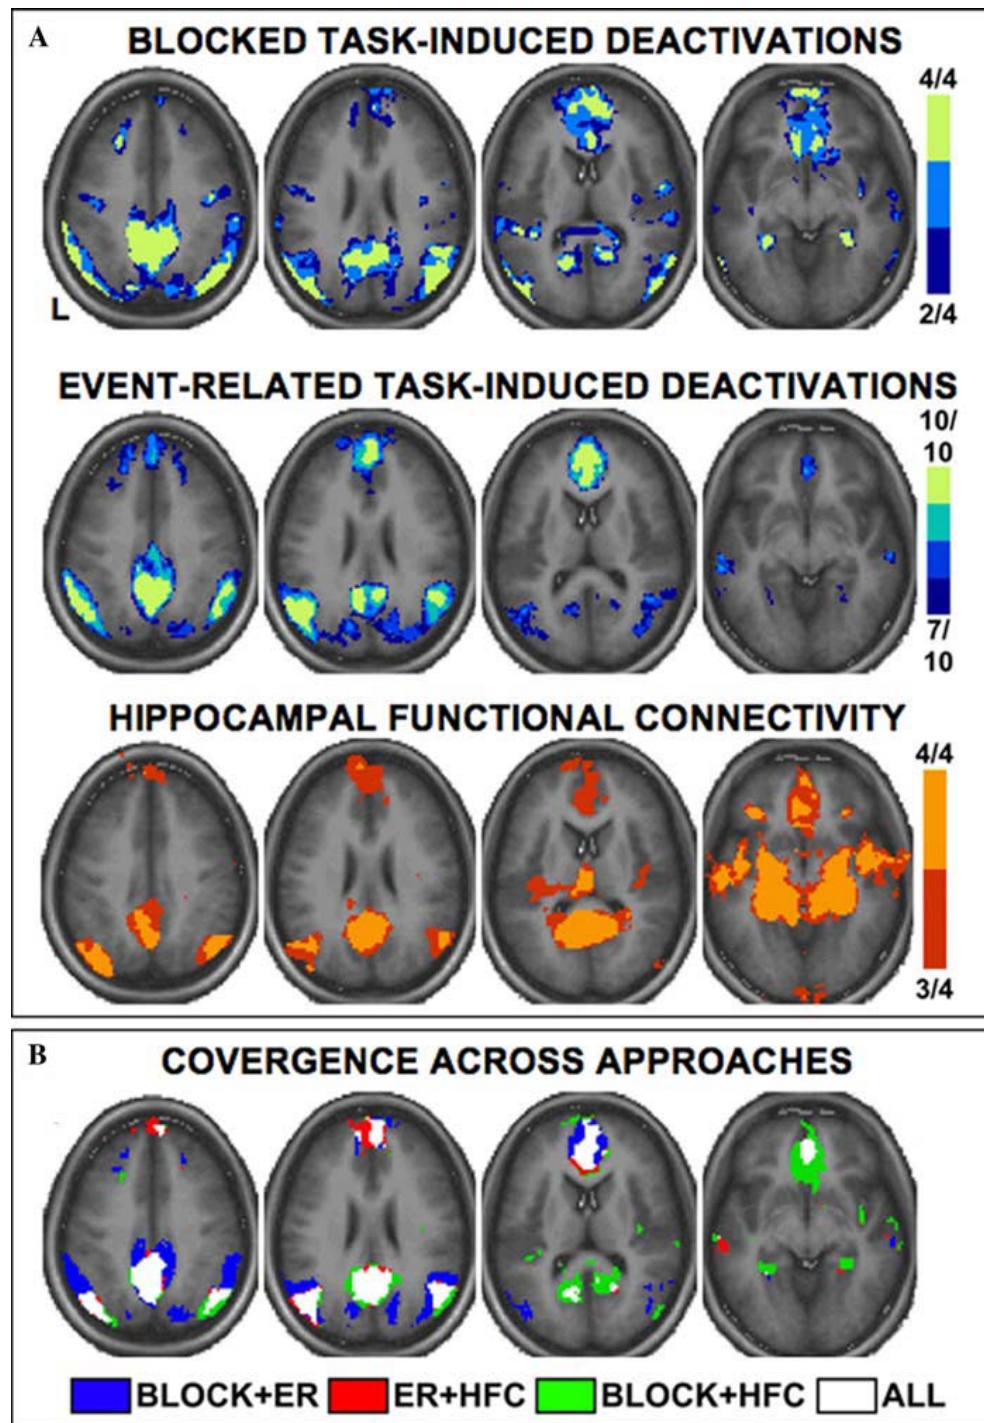 A
BLOCKED TASK-INDUCED DEACTIVATIONS
4/4
2/4
L
EVENT-RELATED TASK-INDUCED DEACTIVATIONS
10/
10
7/
10
HIPPOCAMPAL FUNCTIONAL CONNECTIVITY
4/4
3/4
B
COVERGENCE ACROSS APPROACHES
BLOCK+ER ER+HFC BLOCK+HFC ALL